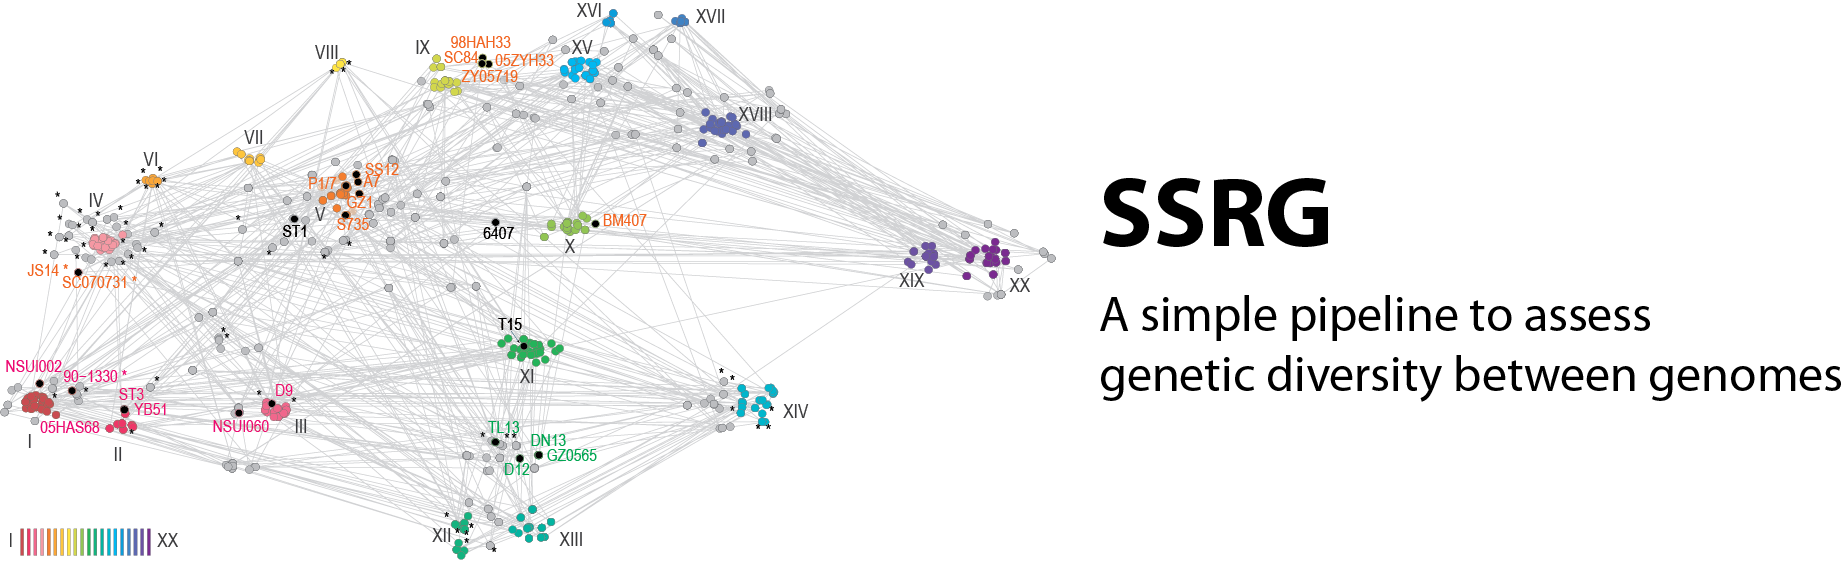 XVI
XVII
98HAH33
IX
XV
VIII
SC84
05ZYH33
ZY05719
XVIII
VII
VI
SS12
P1/7
A7
IV
GZ1
V
S735
BM407
ST1
6407
X
JS14 *
SC070731 *
XIX
XX
SSRG
A simple pipeline to assess
genetic diversity between genomes
T15
NSUI002
90-1330 *
XI
ST3
D9
YB51
05HAS68
NSUI060
III
XIV
I
II
TL13
DN13
GZ0565
D12
XII
XIII
I
XX